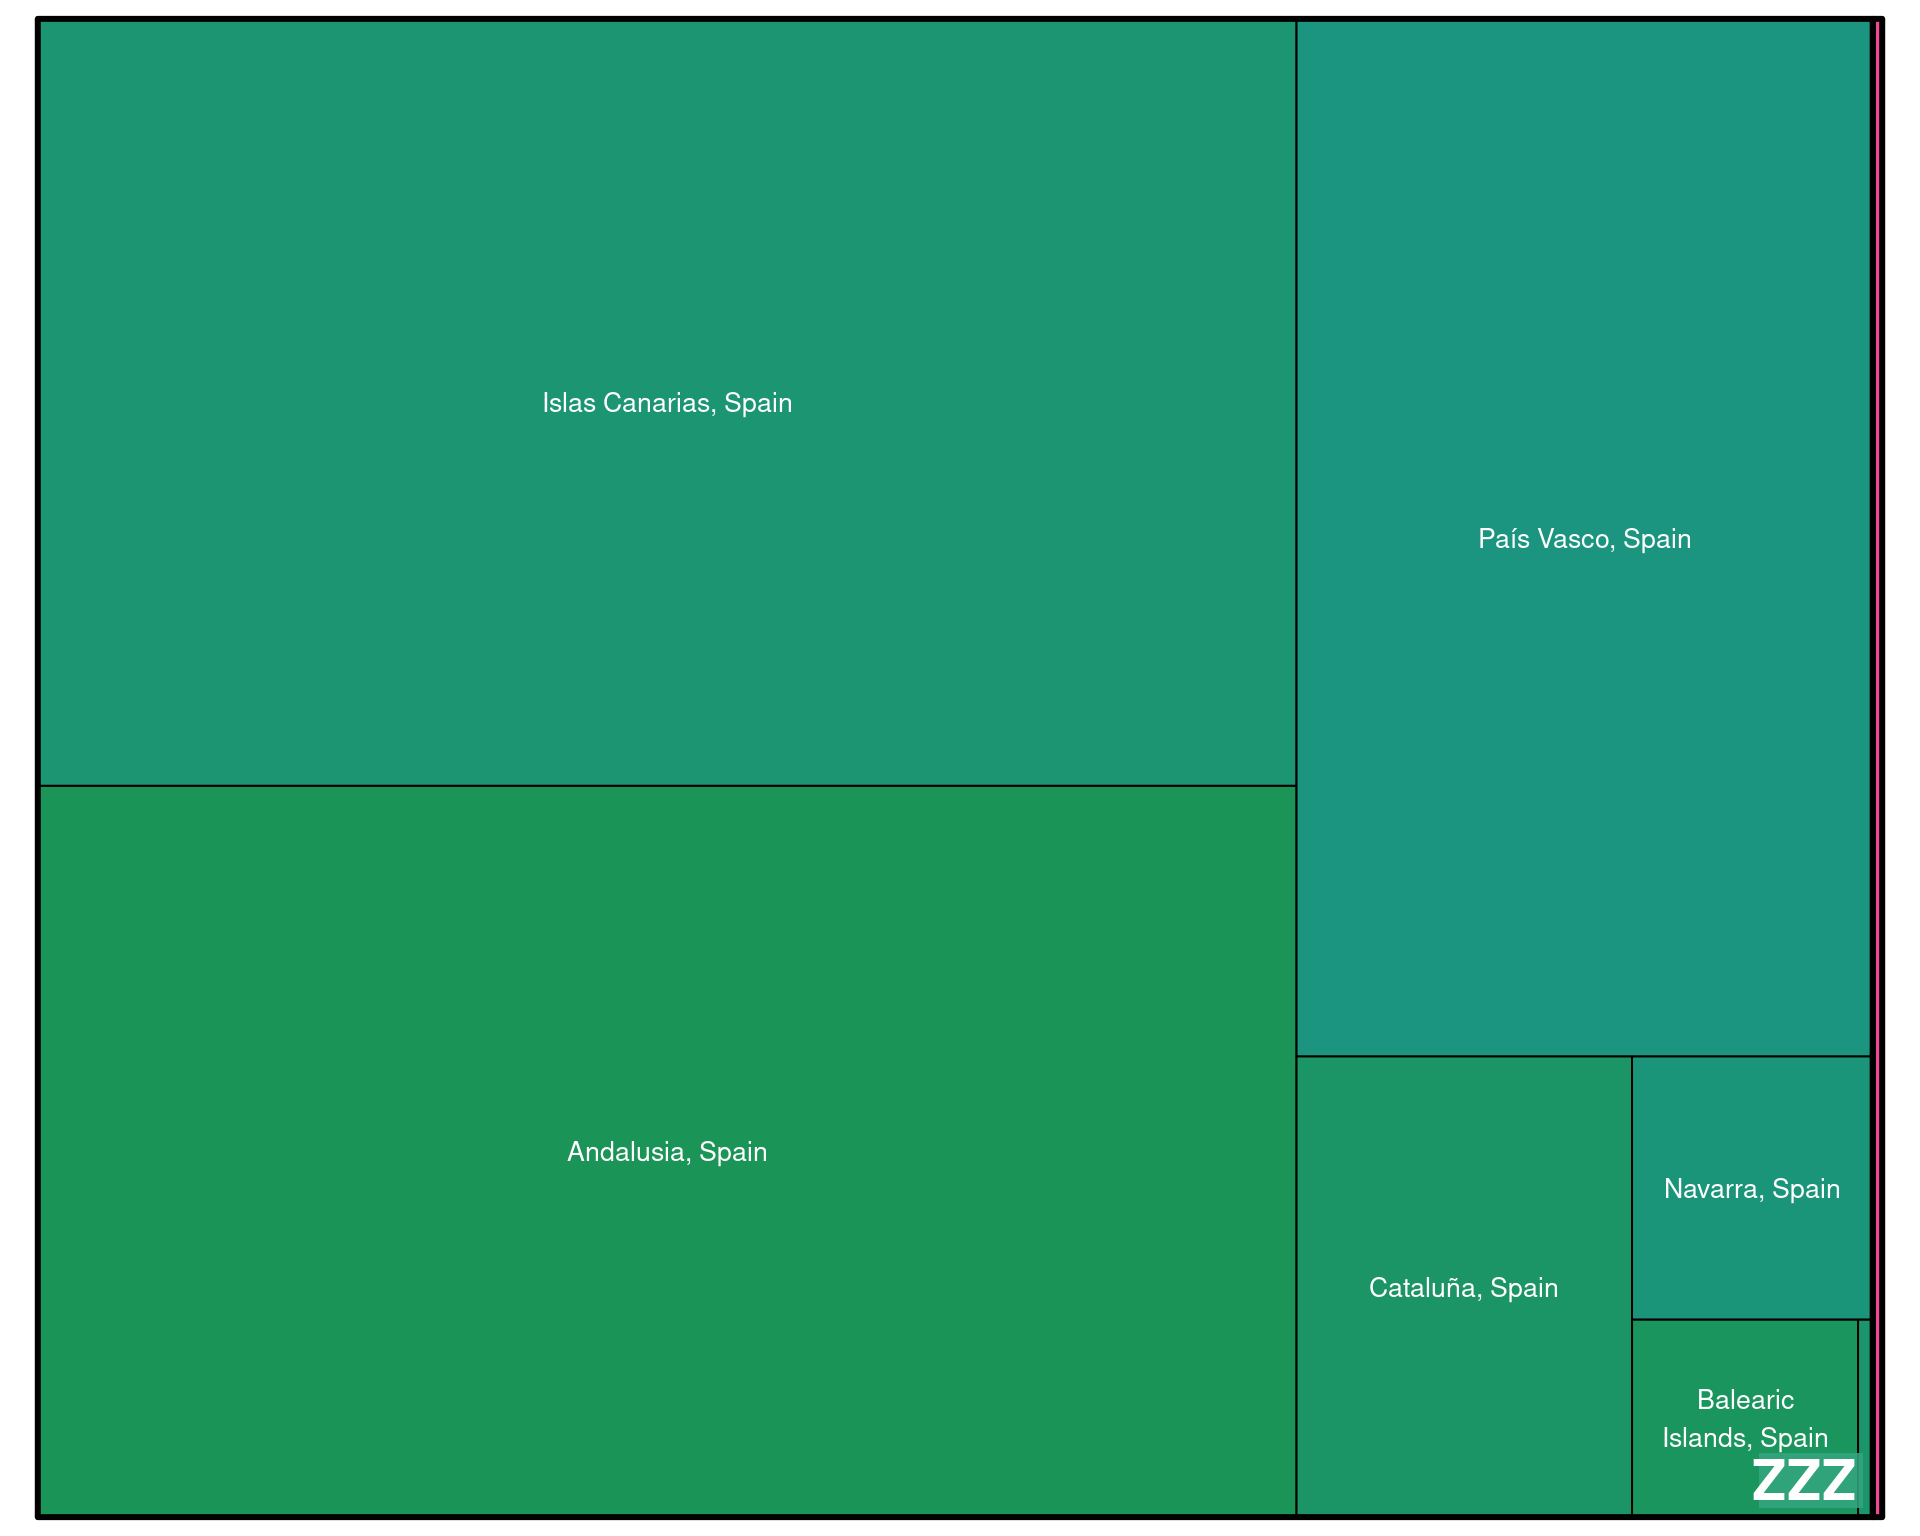 Islas Canarias, Spain
País Vasco, Spain
Andalusia, Spain
Navarra, Spain
Cataluña, Spain
Balearic
Islands, Spain
ZZZ